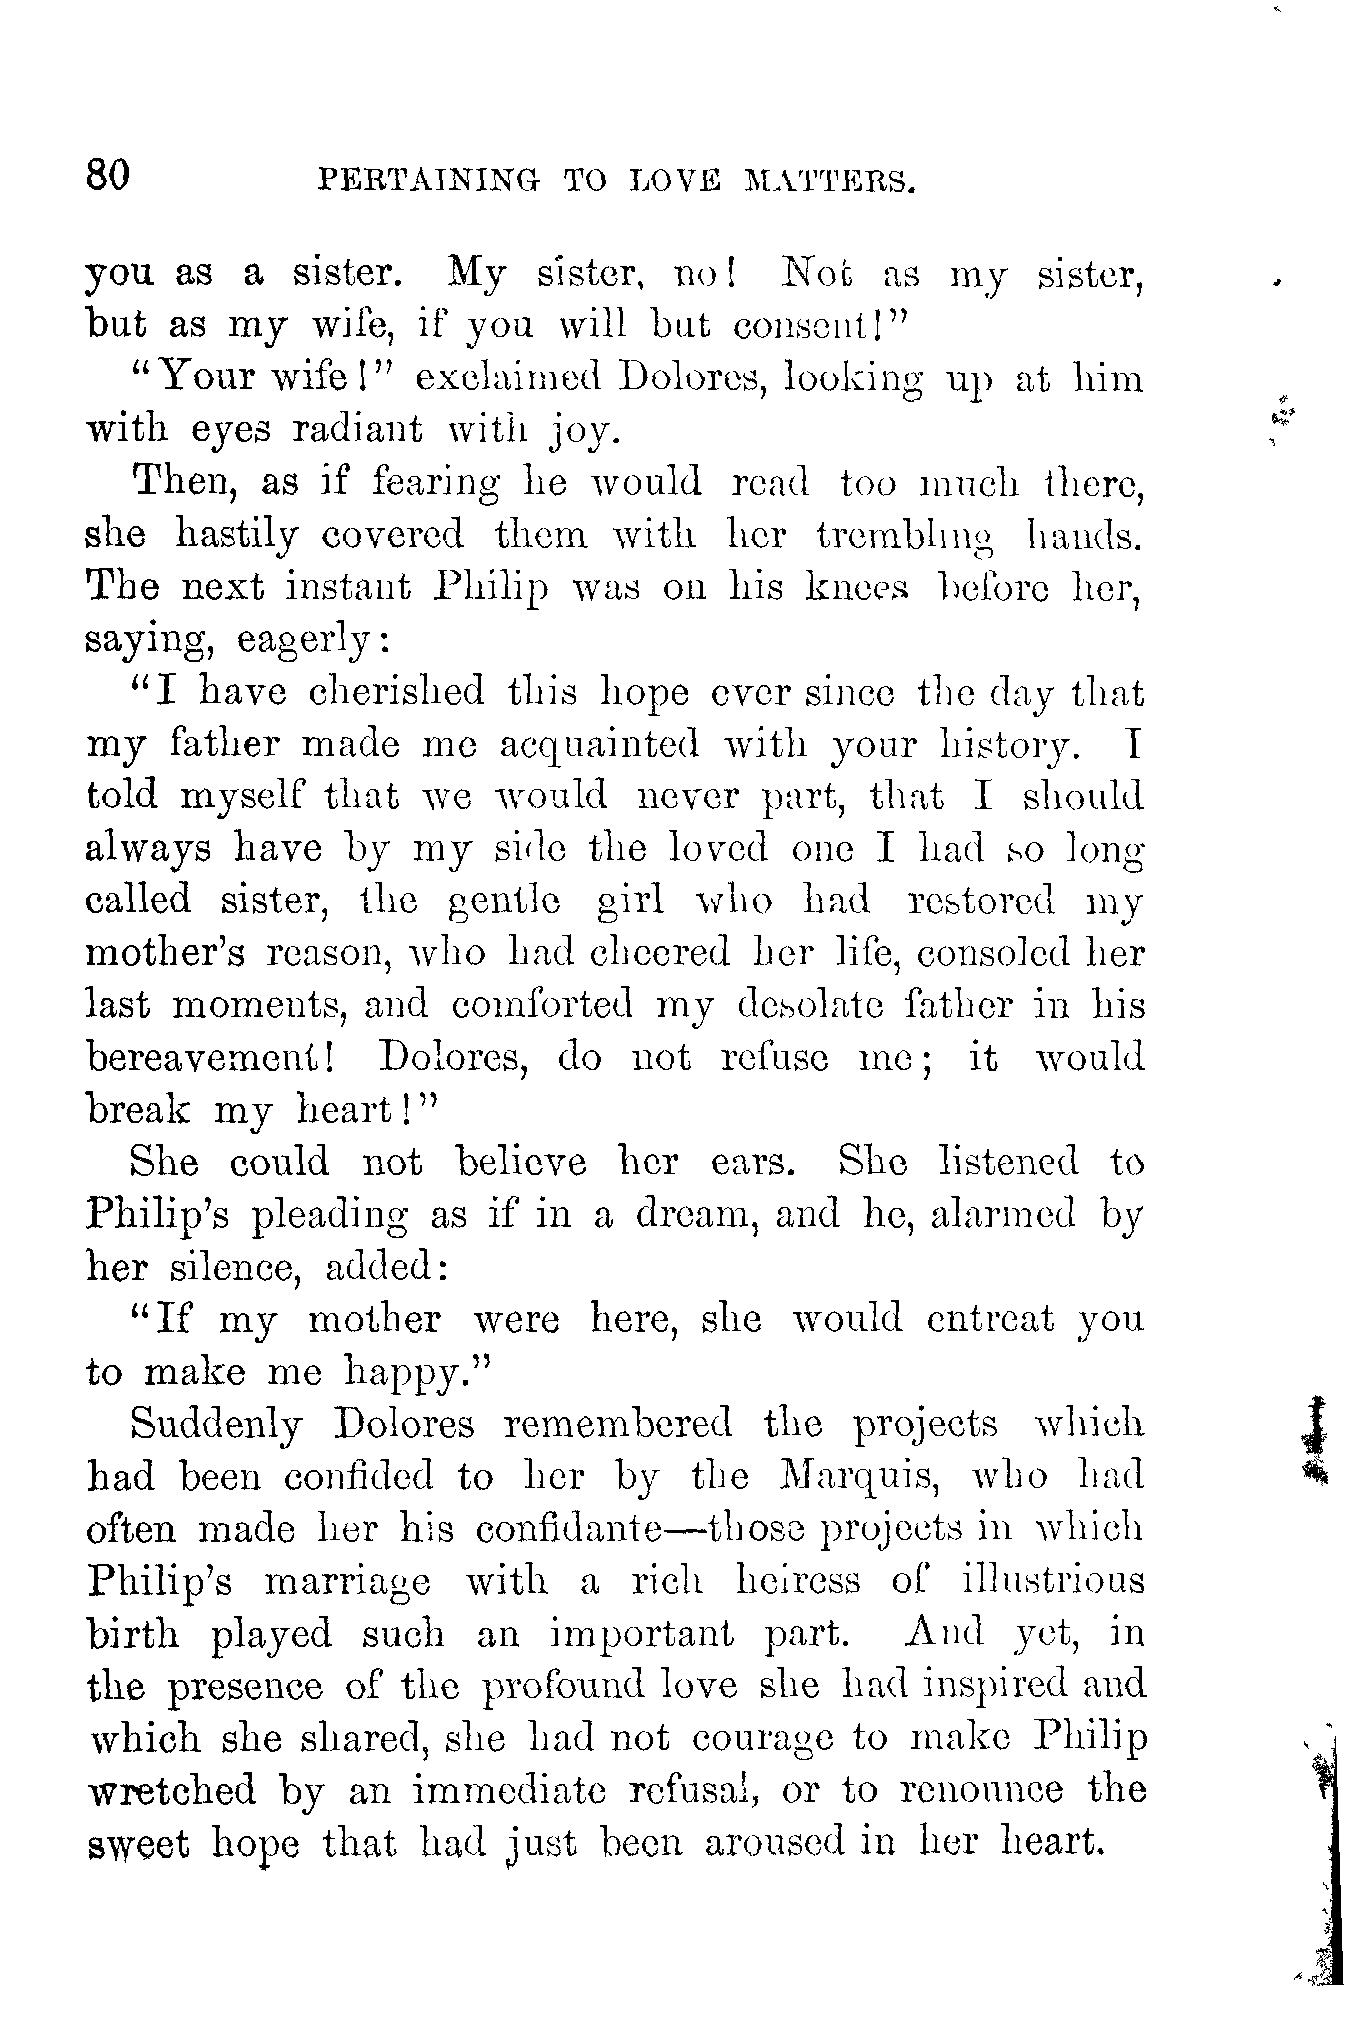 80 PERTAINING TO LOVE MATTERS.
you as a sister. My sister, no! Not as my sister,
but as my wife, if you will but consent!"
"Your wife!" exclaimed Dolores, looking up at him
with eyes radiant with joy.
Then, as if fearing he would read too much there,
she hastily covered them with her trembling hands.
The next instant Philip was on his knees before her,
saying, eagerly:
"I have cherished this hope ever since the day that
my father made me acquainted with your history. I
told myself that we would never part, that I should
always have by my side the loved one I had so long
called sister, the gentle girl who had restored my
mother's reason, who had cheered her life, consoled her
last moments, and comforted my desolate father in his
bereavement! Dolores, do not refuse me; it would
break my heart!"
She could not believe her ears. She listened to
Philip's pleading as if in a dream, and he, alarmed by
her silence, added:
"If my mother were here, she would entreat you
to make me happy."
Suddenly Dolores remembered the projects which
had been confided to her by the Marquis, who had
often made her his confidante—those projects in which
Philip's marriage with a rich heiress of illustrious
birth played such an important part. And yet, in
the presence of the profound love she had inspired and
which she shared, she had not courage to make Philip
wretched by an immediate refusal, or to renounce the
sweet hope that had just been aroused in her heart.